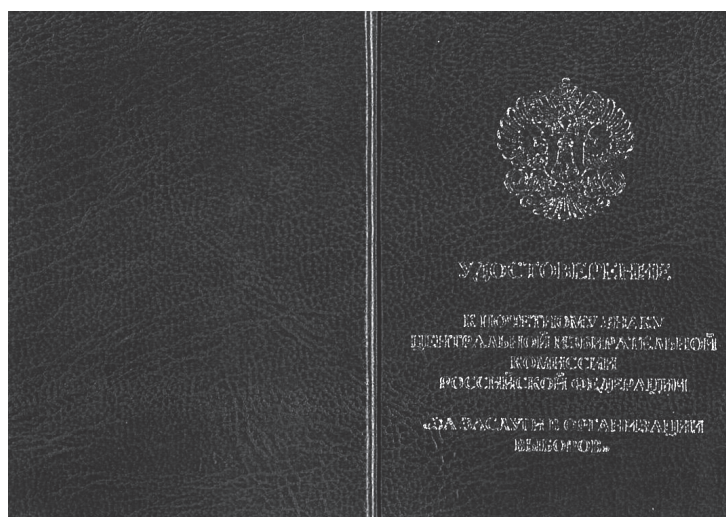 УДОСТОВЕРЕНИЕ
К ПОЧЕТНОМУ ЗНАКУ
ЦЕНТРАЛЬНОЙ ИЗБИРАТЕЛЬНОЙ
КОМИССИИ
РОССИЙСКОЙ ФЕДЕРАЦИИ
«ЗА ЗАСЛУГИ В ОРГАНИЗАЦИИ
ВЫБОРОВ»